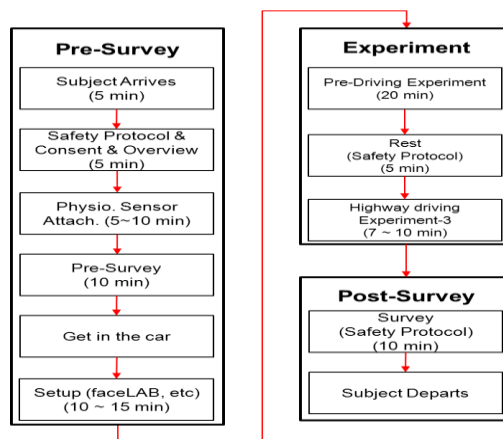 Pre-Survey
Subject Arrives
(5 min)
Safety Protocol &
Consent & Overview
(5 min)
Physio. Sensor
Attach. (5~10 min)
Pre-Survey
(10 min)
Get in the car
Setup (faceLAB, etc)
(10 ~ 15 min)
Experiment
Pre-Driving Experiment
(20 min)
Rest
(Safety Protocol)
(5 min)
Highway driving
Experiment-3
(7 ~ 10 min)
Post-Survey
Survey
(Safety Protocol)
(10 min)
Subject Departs